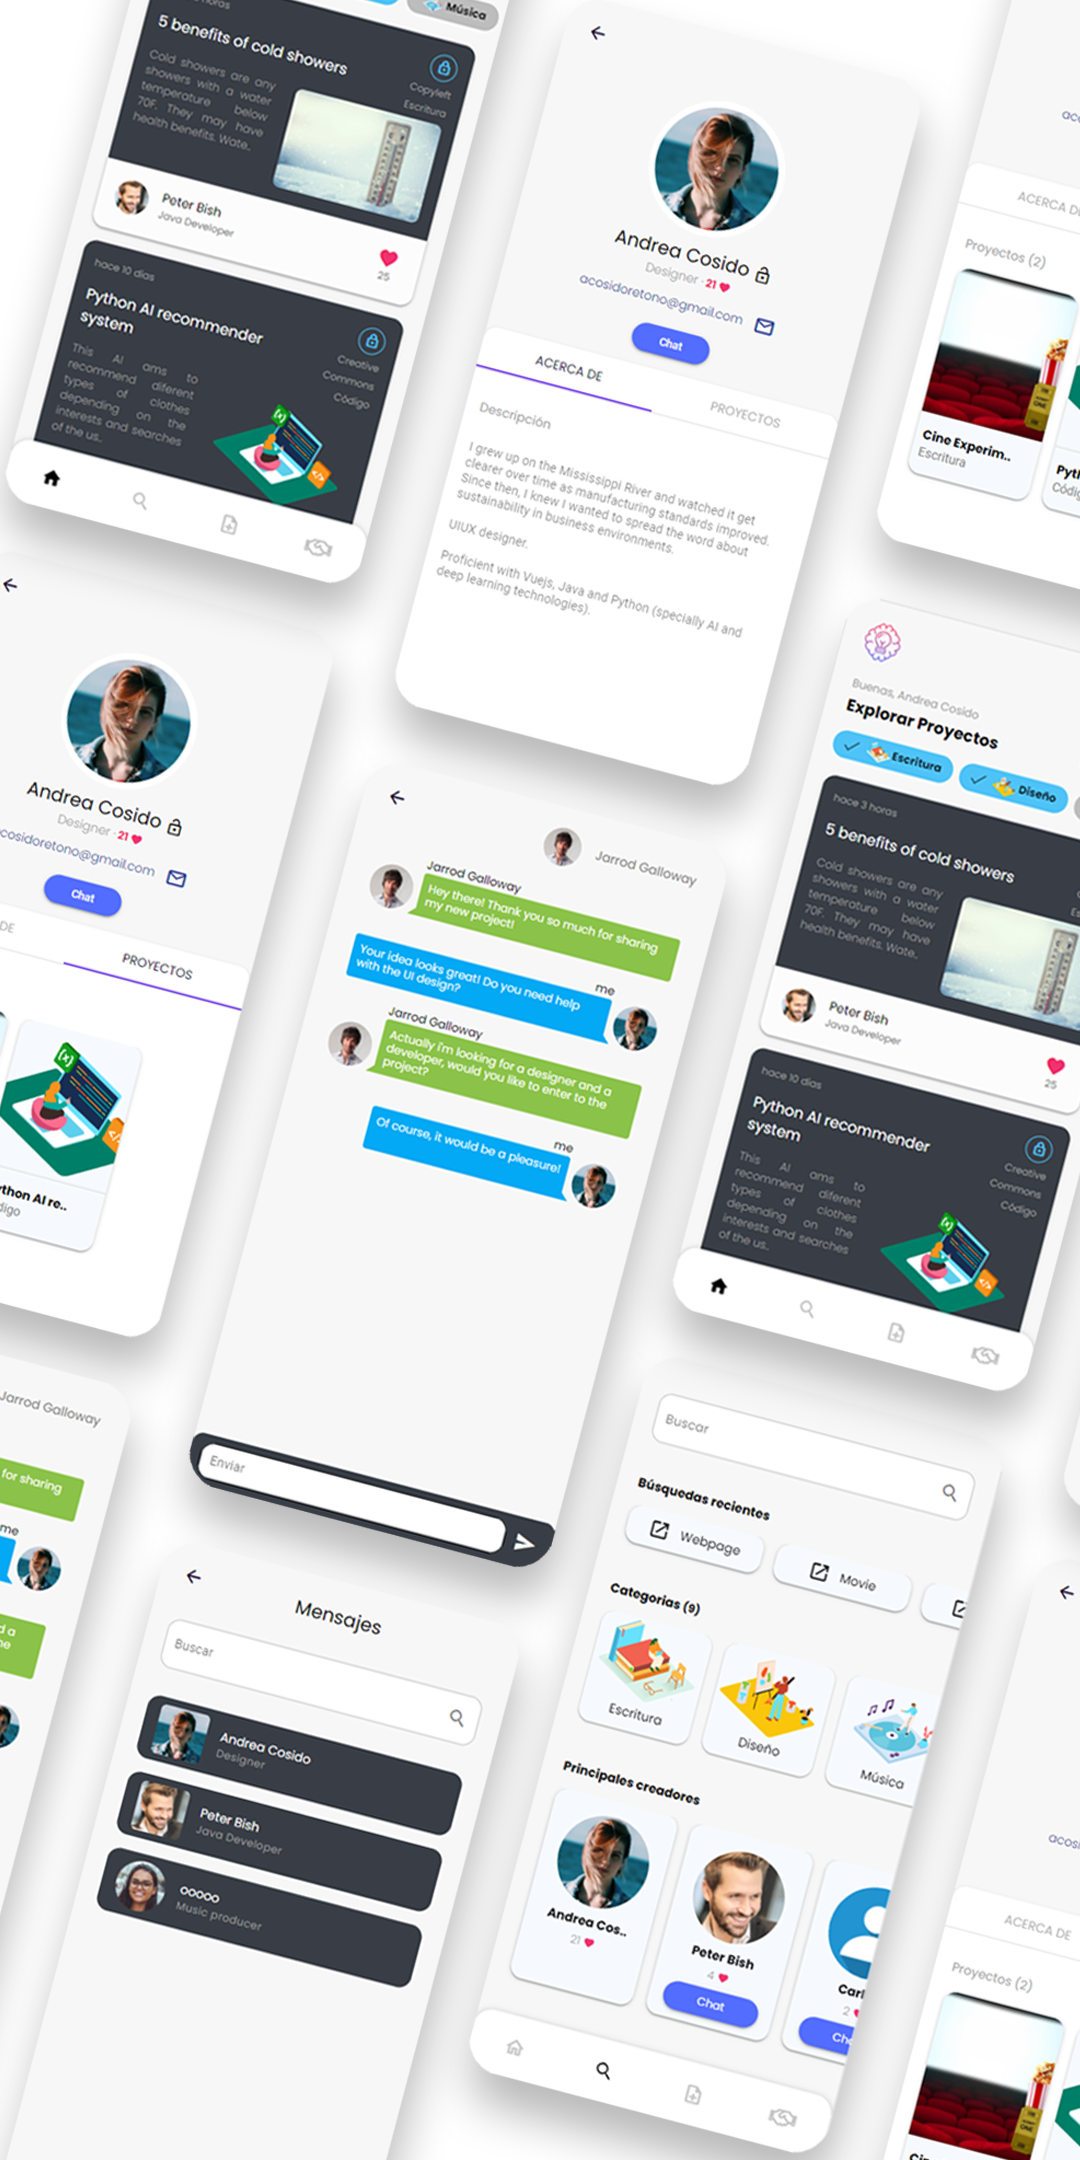 horas
Música
5 benefits of cold showers
Cold showers are any
showers with a water
temperature below
70F. They may have
health benefits. Wate..
Copyleft
Escritura
Peter Bish
Java Developer
25
hace 10 dias
Python AI recommender
system
This AI ams to
recommend diferent
types of clothes
depending on the
interests and searches
of the us..
Creative
Commons
Código
Andrea Cosido
Designer · 21
acosidoretono@gmail.com
Chat
ACERCA DE
PROYECTOS
Descripción
I grew up on the Mississippi River and watched it get
clearer over time as manufacturing standards improved.
Since then, I knew I wanted to spread the word about
sustainability in business environments.
UIUX designer.
Proficient with Vuejs, Java and Python (specially AI and
deep learning technologies).
ACERCA DE
Proyectos (2)
Cine Experim..
Escritura
Andrea Cosido
Designer · 21
cosidoretono@gmail.com
Chat
DE
PROYECTOS
ython AI re..
digo
Jarrod Galloway
Jarrod Galloway
Hey there! Thank you so much for sharing
my new project!
me
Your idea looks great! Do you need help
with the UI design?
Jarrod Galloway
Actually i'm looking for a designer and a
developer, would you like to enter to the
project?
me
Of course, it would be a pleasure!
Enviar
Buenas, Andrea Cosido
Explorar Proyectos
Escritura
Diseño
hace 3 horas
5 benefits of cold showers
Cold showers are any
showers with a water
temperature below
70F. They may have
health benefits. Wate..
Peter Bish
Java Developer
25
hace 10 dias
Python AI recommender
system
This AI ams to
recommend diferent
types of clothes
depending on the
interests and searches
of the us..
Creative
Commons
Código
Jarrod Galloway
for sharing
me
Mensajes
Buscar
Andrea Cosido
Designer
Peter Bish
Java Developer
ooooo
Music producer
Buscar
Búsquedas recientes
Webpage
Movie
Categorias (9)
Escritura
Diseño
Música
Principales creadores
Andrea Cos..
21
Peter Bish
4
Chat
Carl
2
Ch
ACERCA DE
Proyectos (2)